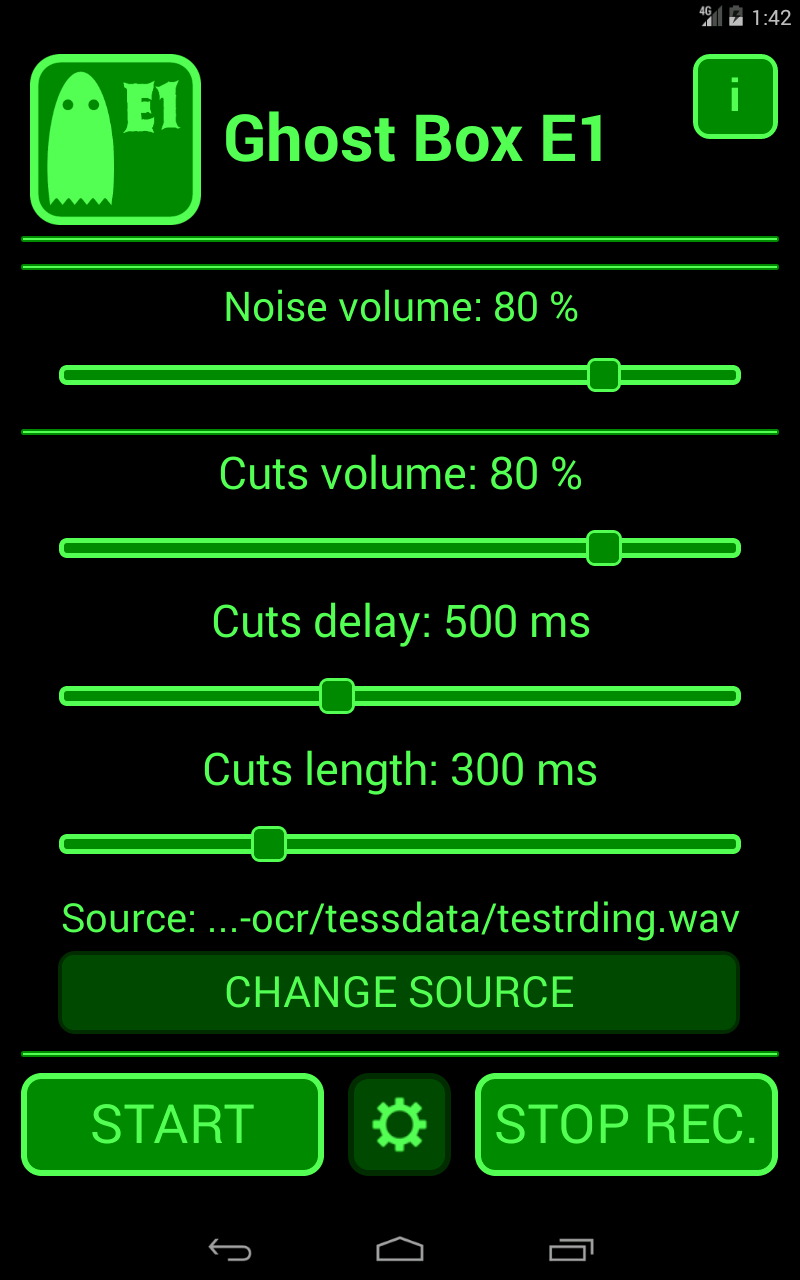 4G 1:42
E1
Ghost Box E1
i
Noise volume: 80 %
Cuts volume: 80 %
Cuts delay: 500 ms
Cuts length: 300 ms
Source: ...-ocr/tessdata/testrding.wav
CHANGE SOURCE
START
STOP REC.